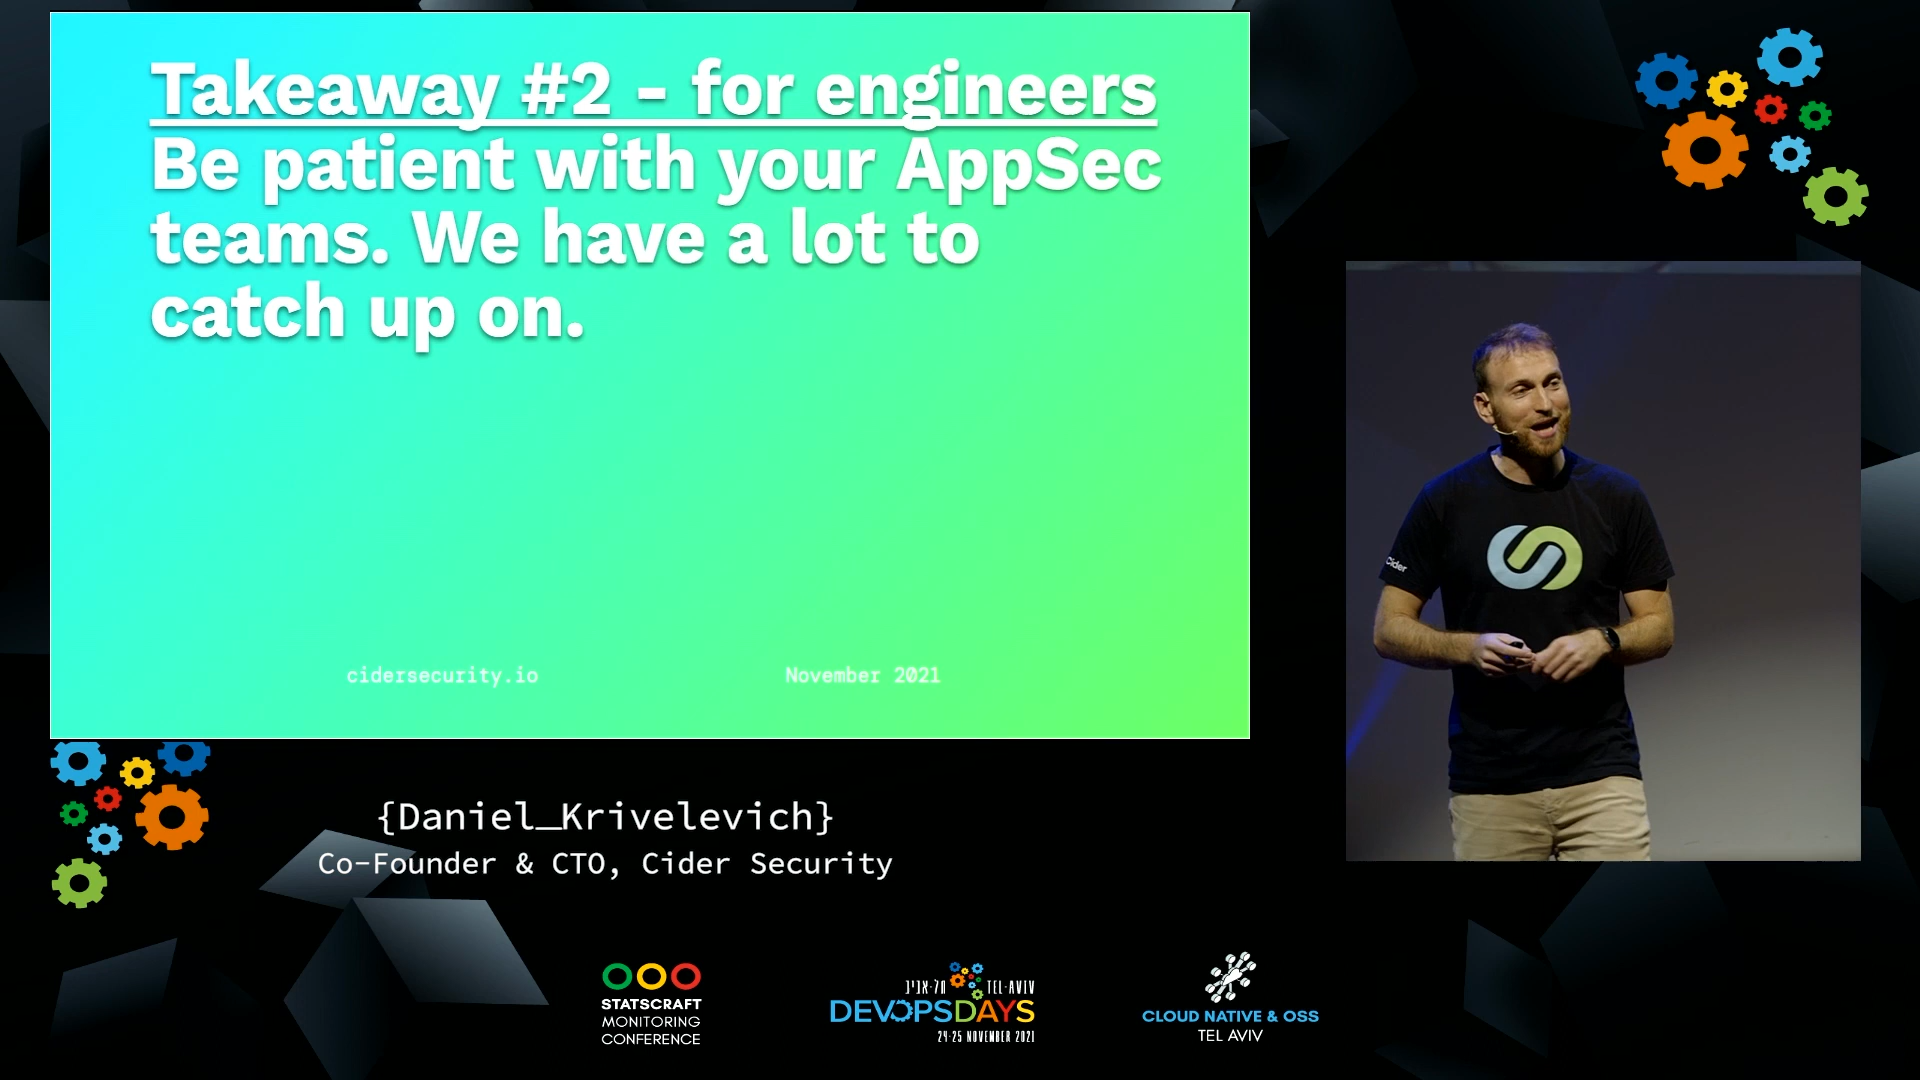 Takeaway #2 - for engineers
Be patient with your AppSec
teams. We have a lot to
catch up on.
cidersecurity.io
November 2021
Cider
{Daniel_Krivelevich}
Co-Founder & CTO, Cider Security
STATSCRAFT
MONITORING
CONFERENCE
תל-אביב
TEL-AVIV
DEVOPSDAYS
24-25 NOVEMBER 2021
CLOUD NATIVE & OSS
TEL AVIV